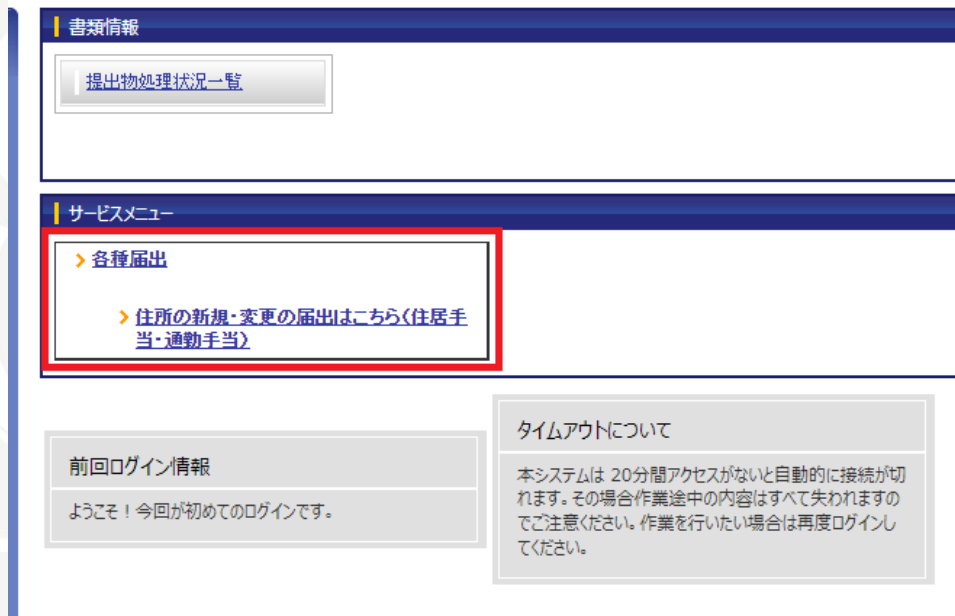 書類情報
提出物処理状況一覧
サービスメニュー
各種届出
住所の新規・変更の届出はこちら（住居手
当・通勤手当）
前回ログイン情報
ようこそ！今回が初めてのログインです。
タイムアウトについて
本システムは 20分間アクセスがないと自動的に接続が切
れます。その場合作業途中の内容はすべて失われますの
でご注意ください。作業を行いたい場合は再度ログインし
てください。